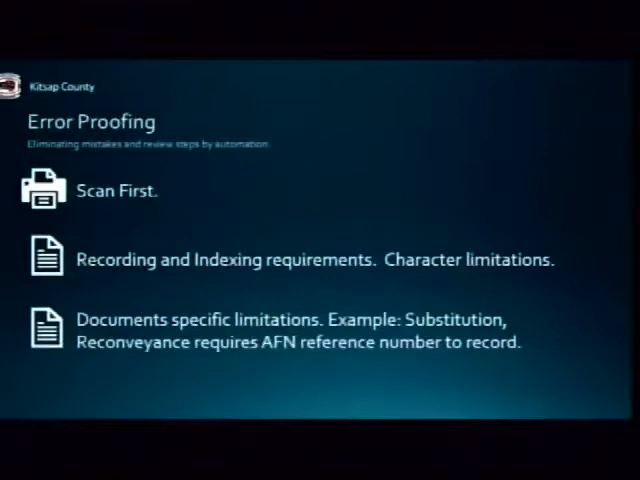 Kitsap County
Error Proofing
Eliminating mistakes and review steps by automation.
Scan First.
Recording and Indexing requirements. Character limitations.
Documents specific limitations. Example: Substitution,
Reconveyance requires AFN reference number to record.